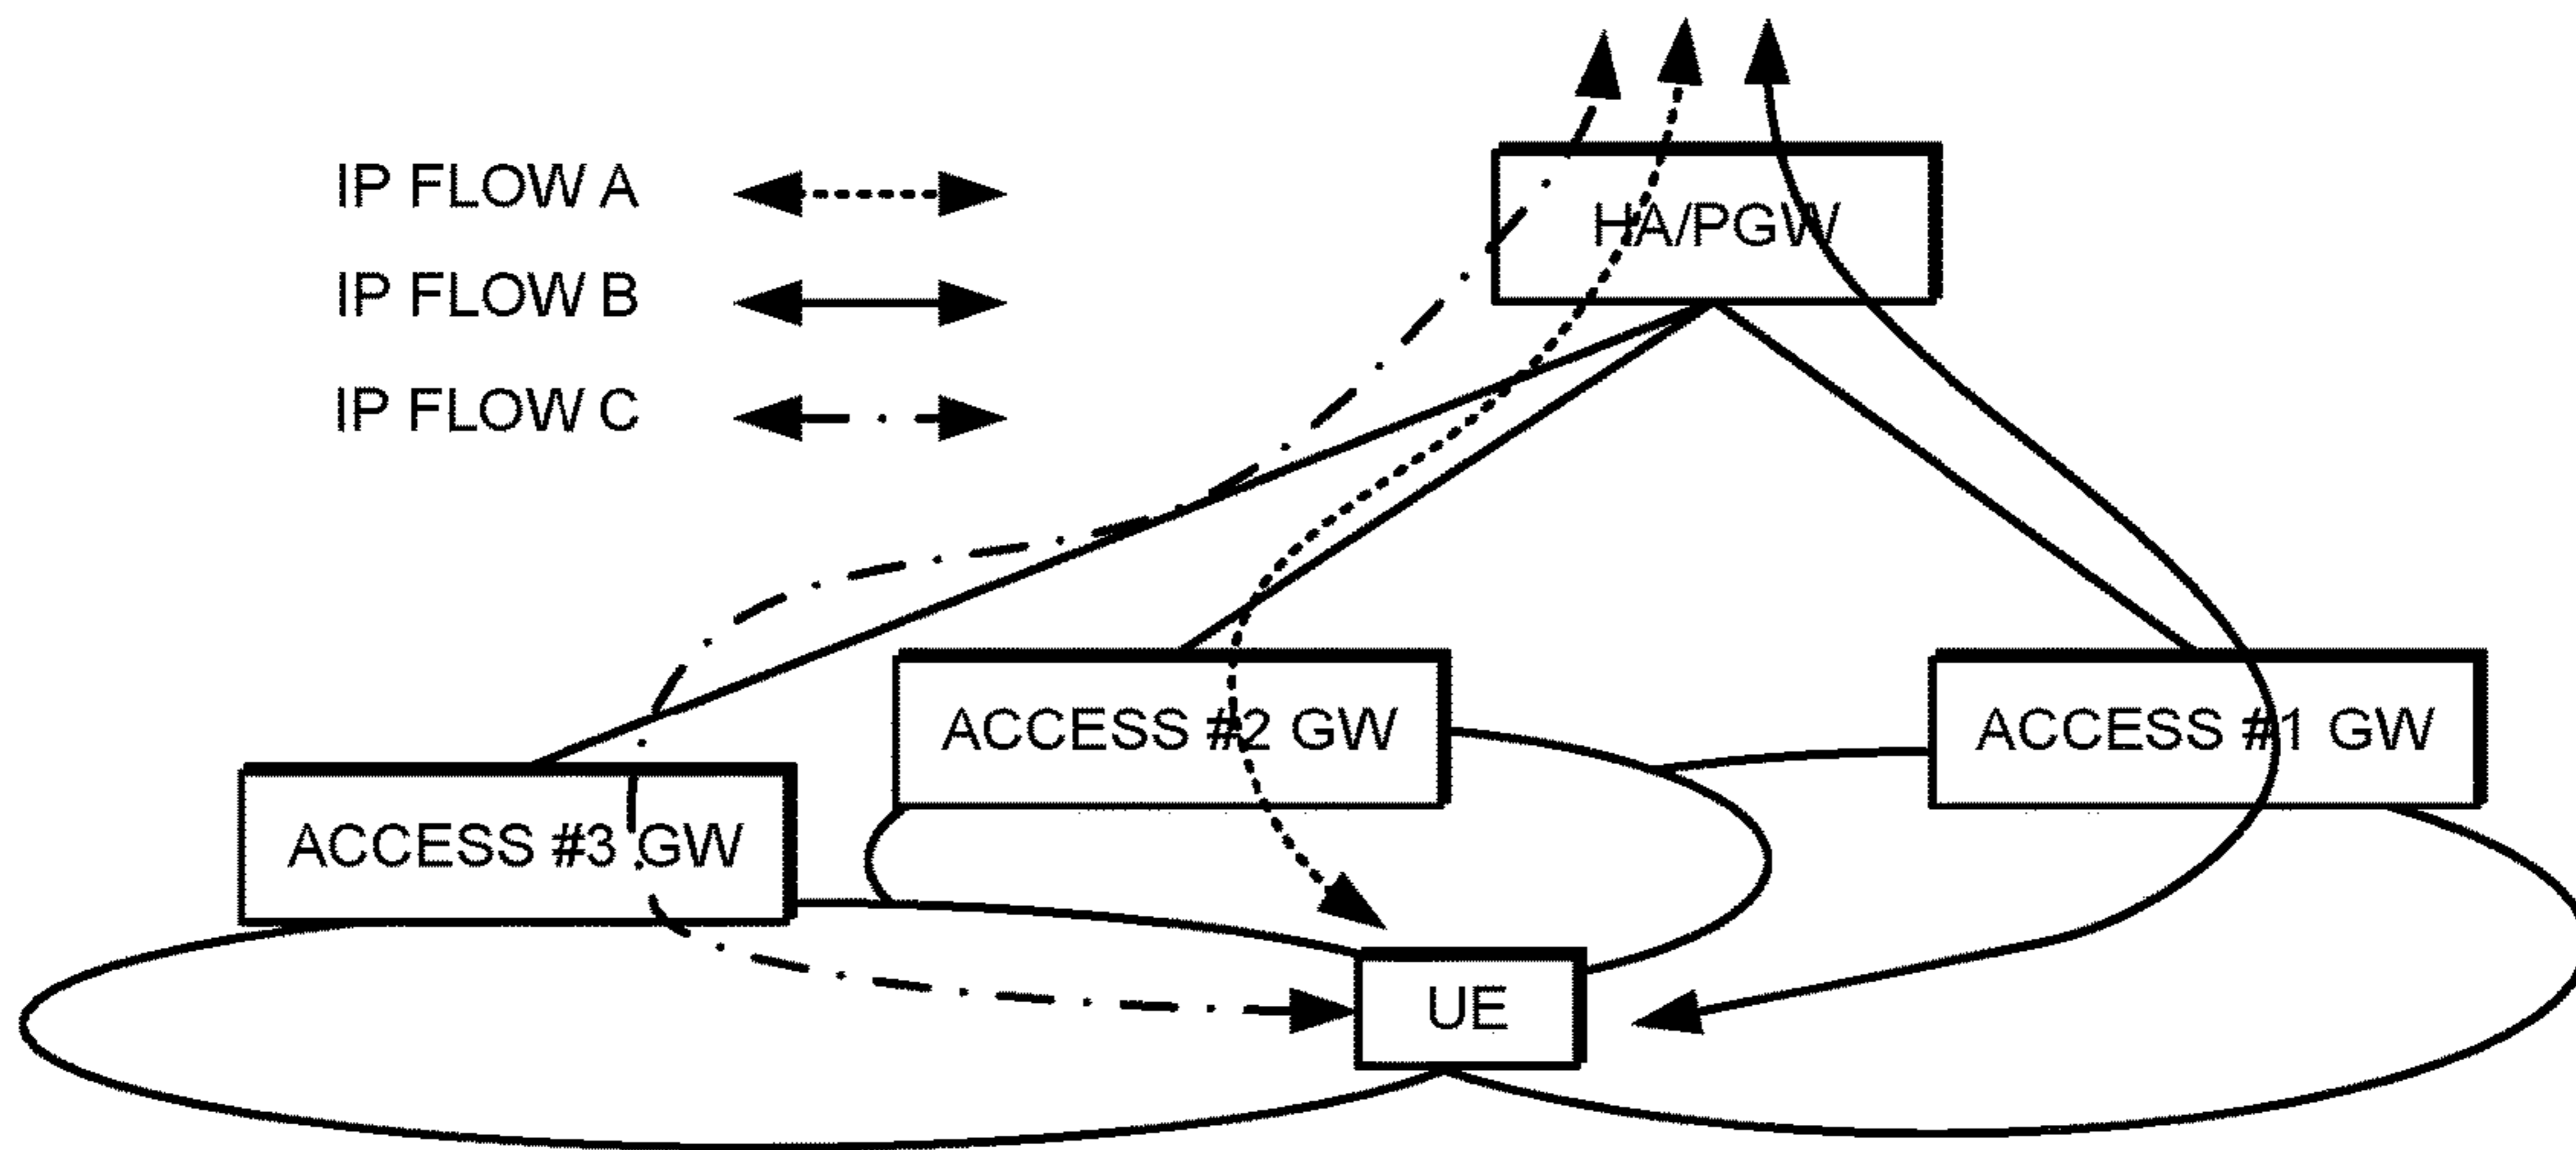 IP FLOW A
IP FLOW B
IP FLOW C
HA/PGW
ACCESS #2 GW
ACCESS #1 GW
ACCESS #3 GW
UE